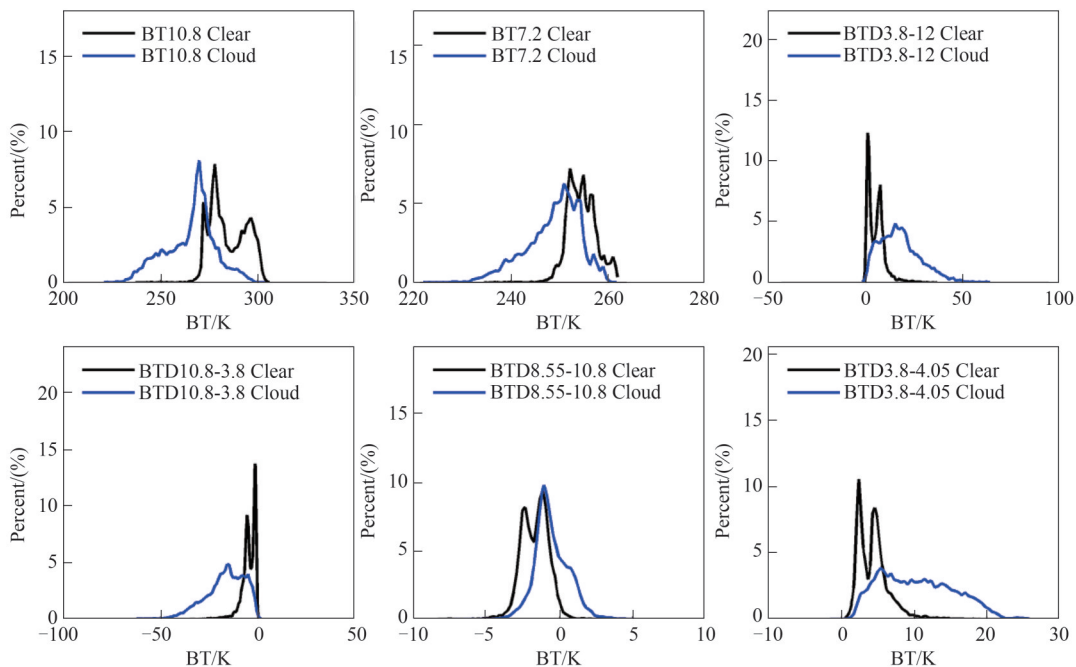 BT10.8 Clear
BT10.8 Cloud
15
10
5
0
Percent/(%)
200 250 300 350
BT/K
BT7.2 Clear
BT7.2 Cloud
15
10
5
0
Percent/(%)
220 240 260 280
BT/K
BTD3.8-12 Clear
BTD3.8-12 Cloud
20
15
10
5
0
Percent/(%)
−50 0 50 100
BT/K
BTD10.8-3.8 Clear
BTD10.8-3.8 Cloud
20
15
10
5
0
Percent/(%)
−100 −50 0 50
BT/K
BTD8.55-10.8 Clear
BTD8.55-10.8 Cloud
15
10
5
0
Percent/(%)
−10 −5 0 5 10
BT/K
BTD3.8-4.05 Clear
BTD3.8-4.05 Cloud
20
15
10
5
0
Percent/(%)
−10 0 10 20 30
BT/K